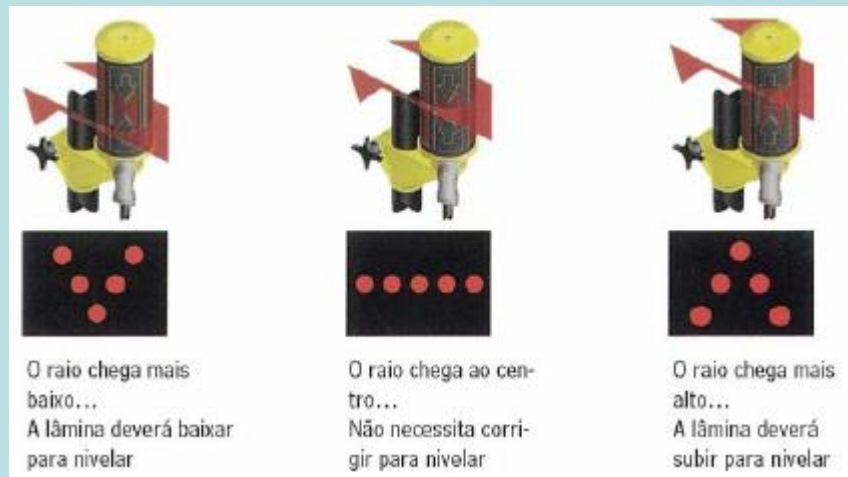 O raio chega mais
baixo...
A lâmina deverá baixar
para nivelar
O raio chega ao cen-
tro...
Não necessita corri-
gir para nivelar
O raio chega mais
alto...
A lâmina deverá
subir para nivelar